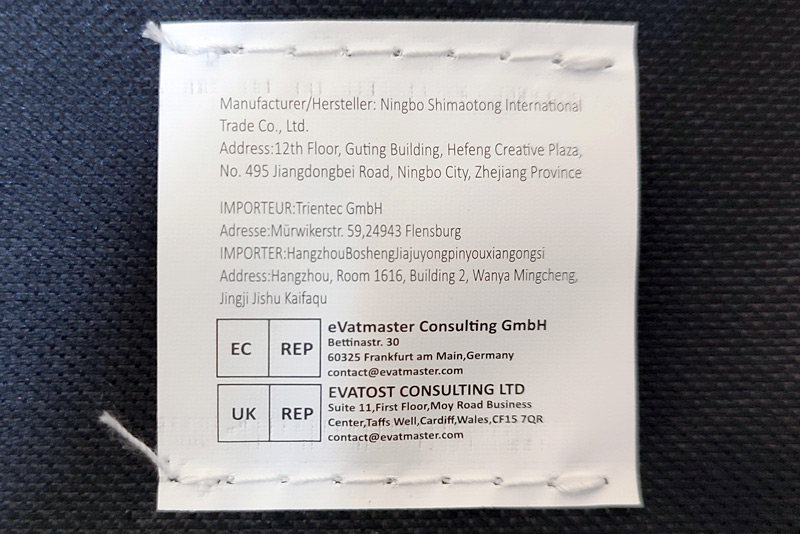 Manufacturer/Hersteller: Ningbo Shimaotong International
Trade Co., Ltd.
Address:12th Floor, Guting Building, Hefeng Creative Plaza,
No. 495 Jiangdongbei Road, Ningbo City, Zhejiang Province
IMPORTEUR:Trientec GmbH
Adresse:Mürwikerstr. 59,24943 Flensburg
IMPORTER:HangzhouBoshengJiajuyongpinyouxiangongsi
Address:Hangzhou, Room 1616, Building 2, Wanya Mingcheng,
Jingji Jishu Kaifaqu
EC REP
eVatmaster Consulting GmbH
Bettinastr. 30
60325 Frankfurt am Main,Germany
contact@evatmaster.com
UK REP
EVATOST CONSULTING LTD
Suite 11,First Floor,Moy Road Business
Center,Taffs Well,Cardiff,Wales,CF15 7QR
contact@evatmaster.com